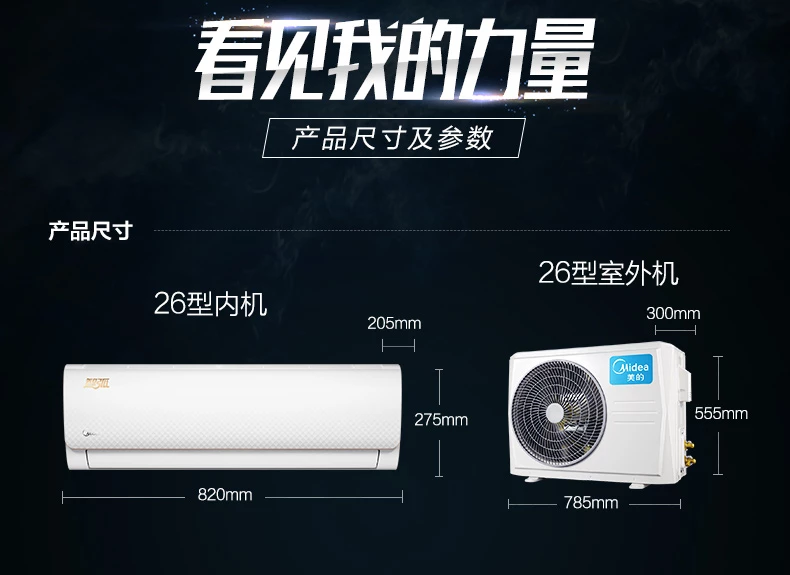 看见我的力量
产品尺寸及参数
产品尺寸
26型室外机
26型内机
300mm
205mm
Midea
美的
555mm
275mm
820mm
785mm